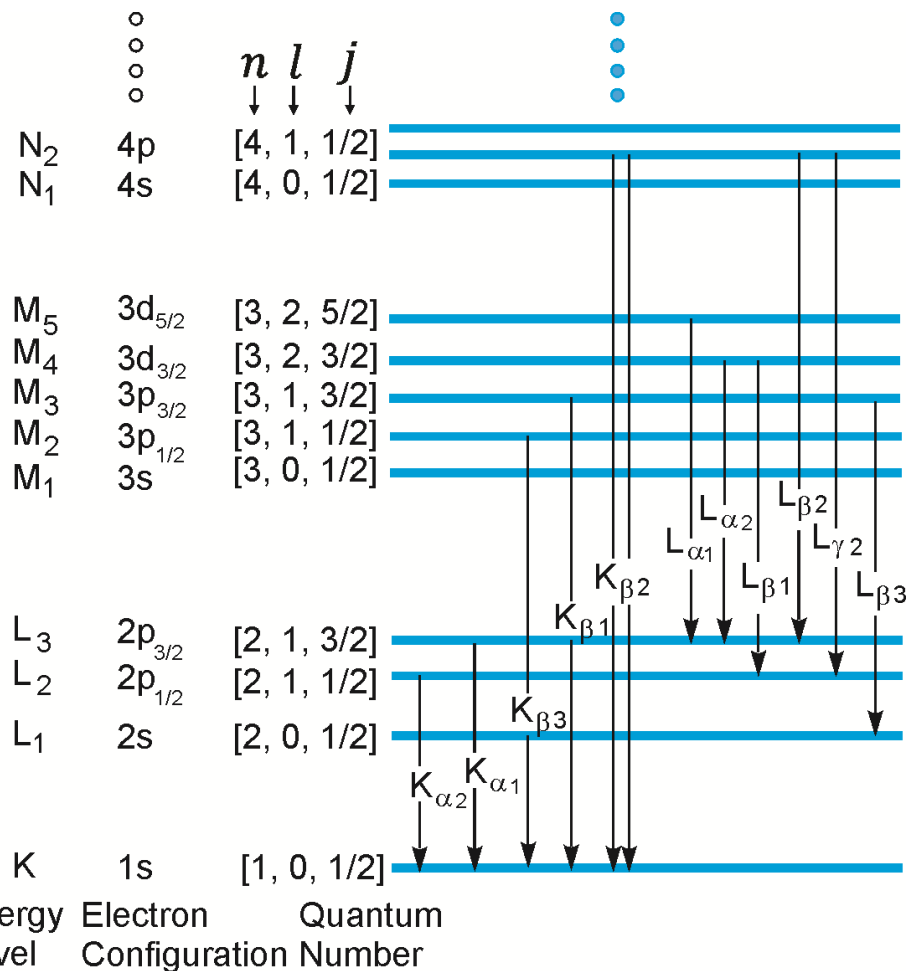 n l j
N2 4p [4, 1, 1/2]
N1 4s [4, 0, 1/2]
M5 3d5/2 [3, 2, 5/2]
M4 3d3/2 [3, 2, 3/2]
M3 3p3/2 [3, 1, 3/2]
M2 3p1/2 [3, 1, 1/2]
M1 3s [3, 0, 1/2]
Lβ2
Lα2
Lα1 Lγ2
Kβ2 Lβ1 Lβ3
Kβ1
L3 2p3/2 [2, 1, 3/2]
L2 2p1/2 [2, 1, 1/2]
Kβ3
L1 2s [2, 0, 1/2]
Kα2 Kα1
K 1s [1, 0, 1/2]
ergy Electron Quantum
vel Configuration Number